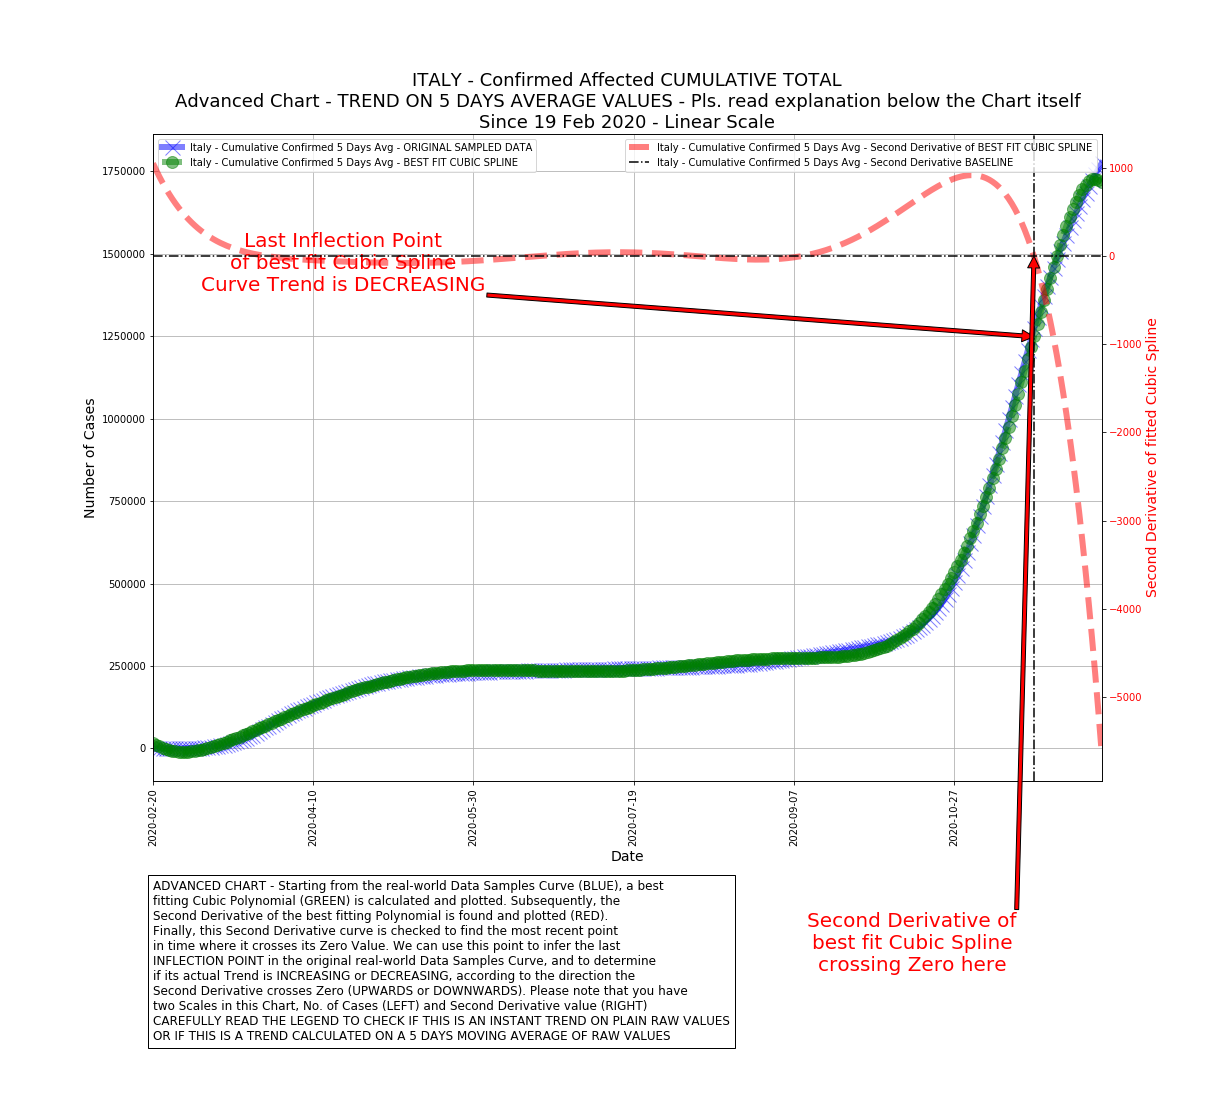 ITALY - Confirmed Affected CUMULATIVE TOTAL
Advanced Chart - TREND ON 5 DAYS AVERAGE VALUES - Pls. read explanation below the Chart itself
Since 19 Feb 2020 - Linear Scale
Italy - Cumulative Confirmed 5 Days Avg - ORIGINAL SAMPLED DATA
Italy - Cumulative Confirmed 5 Days Avg - BEST FIT CUBIC SPLINE
Italy - Cumulative Confirmed 5 Days Avg - Second Derivative of BEST FIT CUBIC SPLINE
Italy - Cumulative Confirmed 5 Days Avg - Second Derivative BASELINE
1750000
1500000
1250000
1000000
750000
500000
250000
0
Number of Cases
1000
0
−1000
−2000
−3000
−4000
−5000
Second Derivative of fitted Cubic Spline
Last Inflection Point
of best fit Cubic Spline
Curve Trend is DECREASING
2020-02-20
2020-04-10
2020-05-30
2020-07-19
2020-09-07
2020-10-27
Date
Second Derivative of
best fit Cubic Spline
crossing Zero here
ADVANCED CHART - Starting from the real-world Data Samples Curve (BLUE), a best
fitting Cubic Polynomial (GREEN) is calculated and plotted. Subsequently, the
Second Derivative of the best fitting Polynomial is found and plotted (RED).
Finally, this Second Derivative curve is checked to find the most recent point
in time where it crosses its Zero Value. We can use this point to infer the last
INFLECTION POINT in the original real-world Data Samples Curve, and to determine
if its actual Trend is INCREASING or DECREASING, according to the direction the
Second Derivative crosses Zero (UPWARDS or DOWNWARDS). Please note that you have
two Scales in this Chart, No. of Cases (LEFT) and Second Derivative value (RIGHT)
CAREFULLY READ THE LEGEND TO CHECK IF THIS IS AN INSTANT TREND ON PLAIN RAW VALUES
OR IF THIS IS A TREND CALCULATED ON A 5 DAYS MOVING AVERAGE OF RAW VALUES